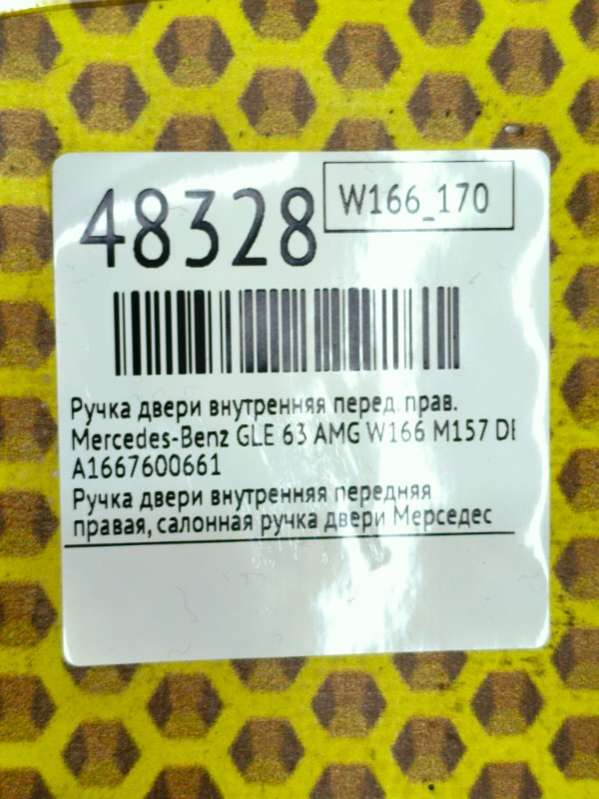 48328
W166_170
Ручка двери внутренняя перед. прав.
Mercedes-Benz GLE 63 AMG W166 M157 DE
A1667600661
Ручка двери внутренняя передняя
правая, салонная ручка двери Мерседес